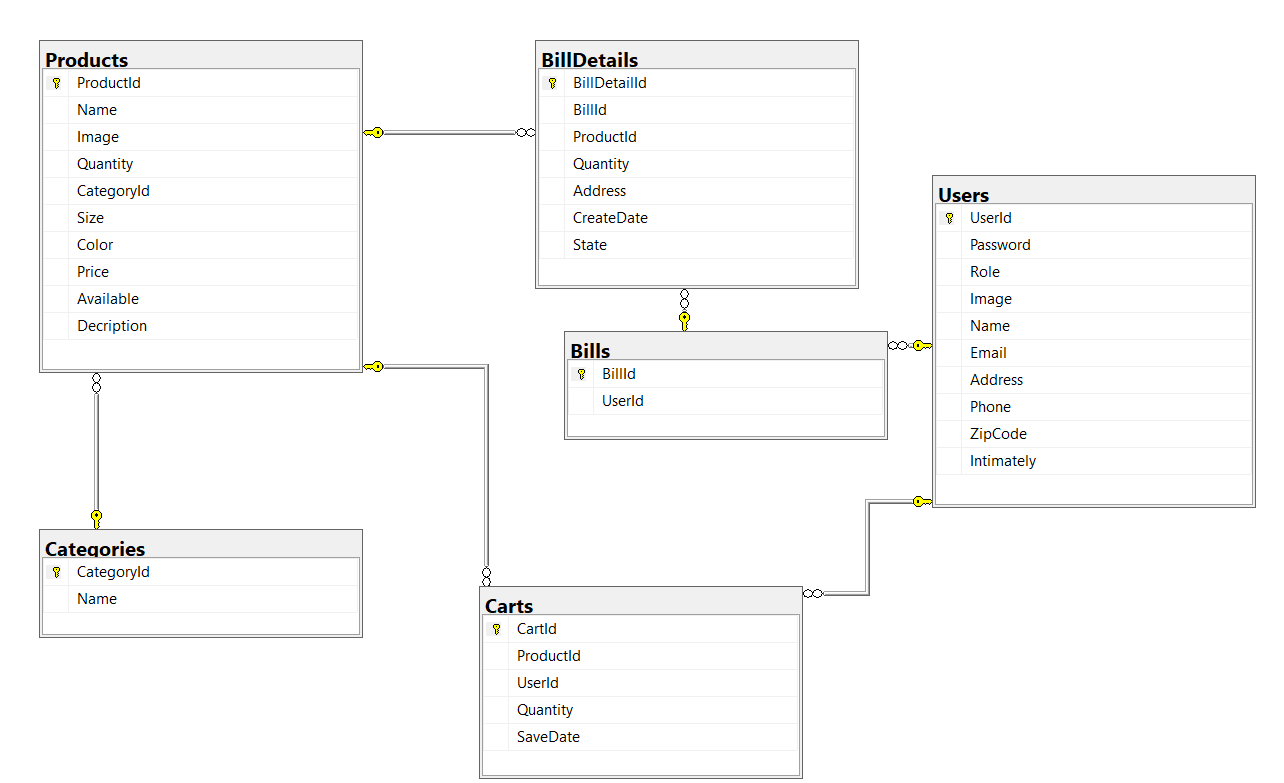 Products
ProductId
Name
Image
Quantity
CategoryId
Size
Color
Price
Available
Decription
BillDetails
BillDetailId
BillId
ProductId
Quantity
Address
CreateDate
State
Users
UserId
Password
Role
Image
Name
Email
Address
Phone
ZipCode
Intimately
Bills
BillId
UserId
Categories
CategoryId
Name
Carts
CartId
ProductId
UserId
Quantity
SaveDate